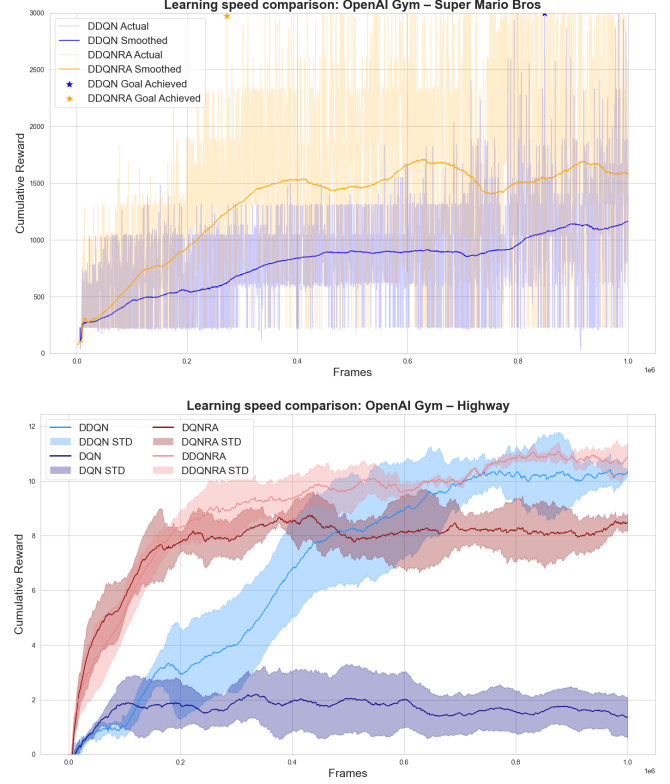 Learning speed comparison: OpenAI Gym – Super Mario Bros
3000
2500
2000
1500
1000
500
0
Cumulative Reward
DDQN Actual
DDQN Smoothed
DDQNRA Actual
DDQNRA Smoothed
DDQN Goal Achieved
DDQNRA Goal Achieved
0.0 0.2 0.4 0.6 0.8 1.0
1e6
Frames
Learning speed comparison: OpenAI Gym – Highway
12
10
8
6
4
2
0
Cumulative Reward
DDQN DQNRA
DDQN STD DQNRA STD
DQN DDQNRA
DQN STD DDQNRA STD
0.0 0.2 0.4 0.6 0.8 1.0
1e6
Frames